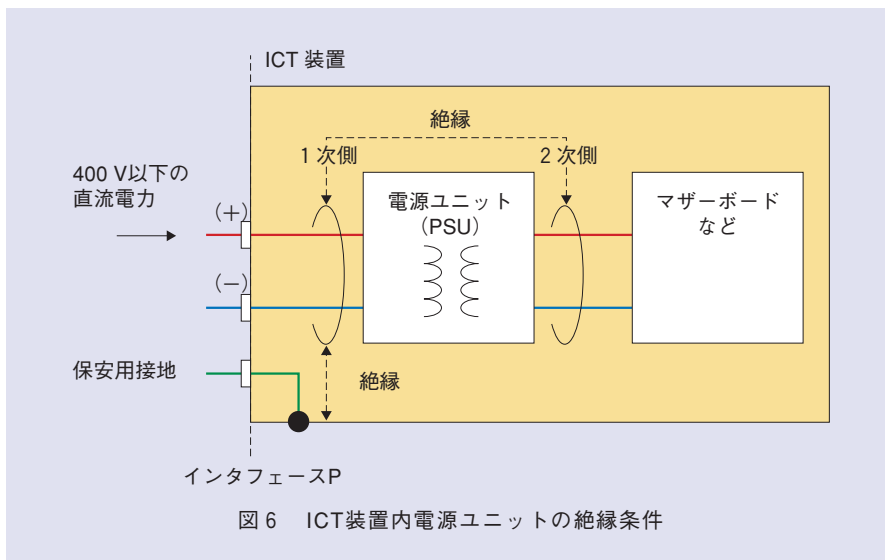 ICT 装置
絶縁
1 次側
2 次側
400 V以下の
直流電力
電源ユニット
（PSU）
マザーボード
など
（＋）
（－）
保安用接地
絶縁
インタフェースP
図 6　ICT装置内電源ユニットの絶縁条件